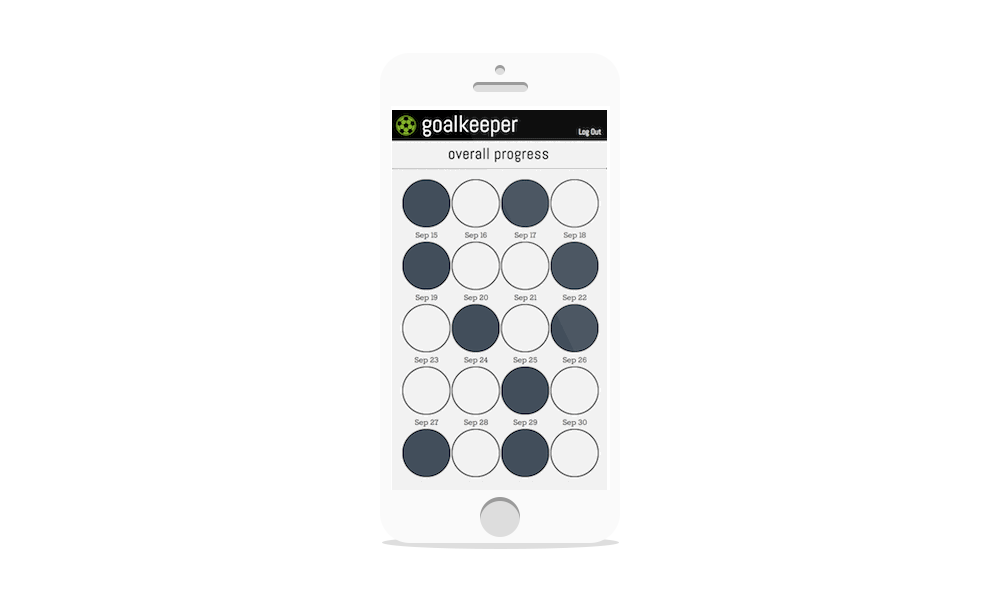 goalkeeper
Log Out
overall progress
Sep 15 Sep 16 Sep 17 Sep 18
Sep 19 Sep 20 Sep 21 Sep 22
Sep 23 Sep 24 Sep 25 Sep 26
Sep 27 Sep 28 Sep 29 Sep 30